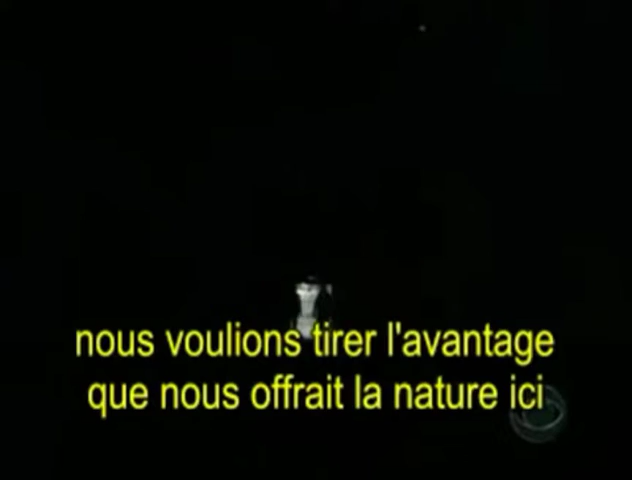 nous voulions tirer l'avantage
que nous offrait la nature ici